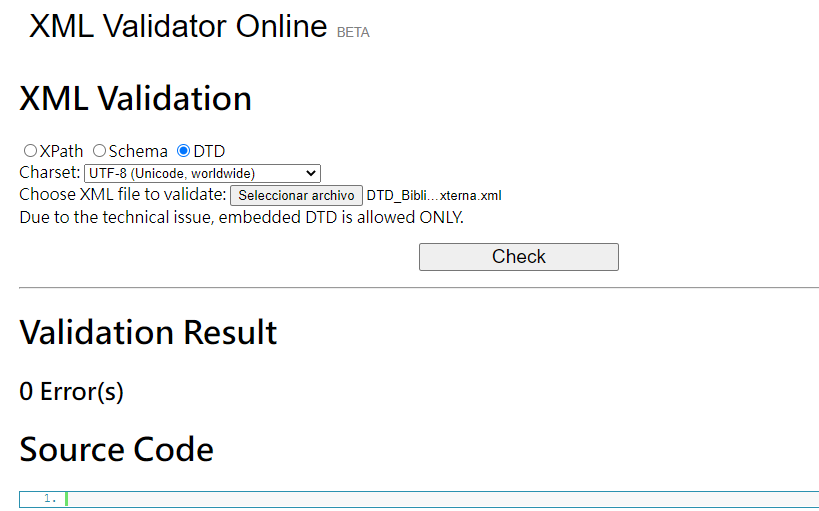 XML Validator Online BETA
XML Validation
XPath Schema DTD
Charset: UTF-8 (Unicode, worldwide)
Choose XML file to validate: Seleccionar archivo DTD_Bibli...xterna.xml
Due to the technical issue, embedded DTD is allowed ONLY.
Check
Validation Result
0 Error(s)
Source Code
1.